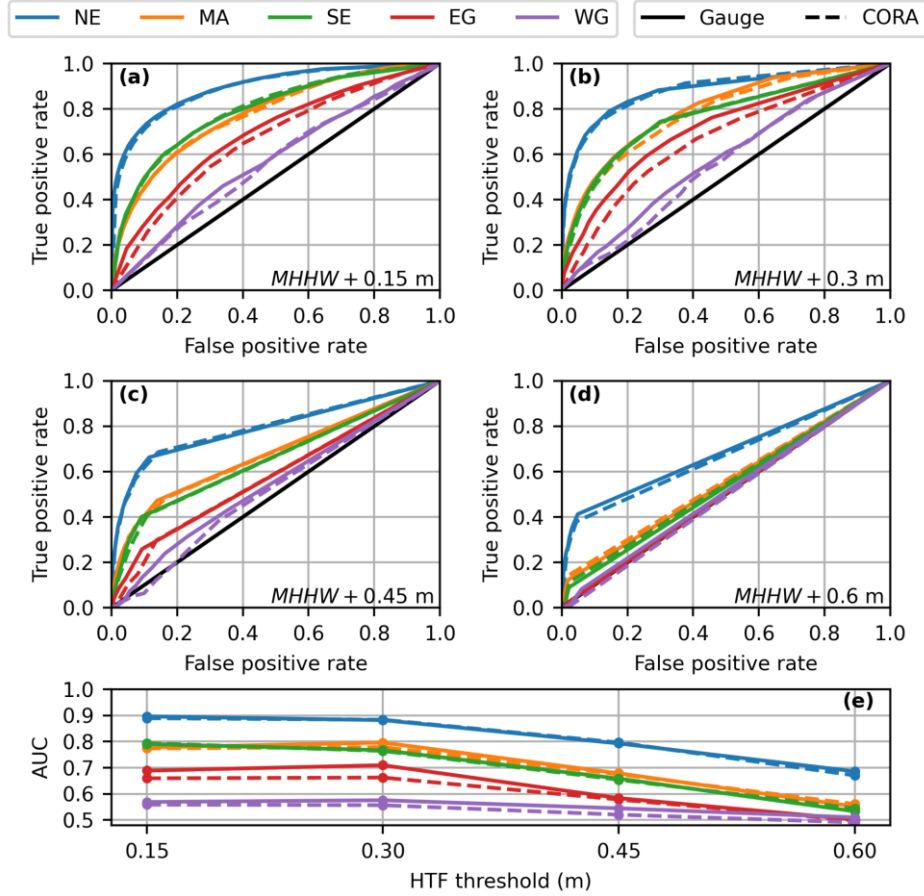 NE MA SE EG WG Gauge CORA
(a)
1.0
0.8
0.6
0.4
0.2
0.0
True positive rate
0.0 0.2 0.4 0.6 0.8 1.0
False positive rate
MHHW + 0.15 m
(b)
1.0
0.8
0.6
0.4
0.2
0.0
True positive rate
0.0 0.2 0.4 0.6 0.8 1.0
False positive rate
MHHW + 0.3 m
(c)
1.0
0.8
0.6
0.4
0.2
0.0
True positive rate
0.0 0.2 0.4 0.6 0.8 1.0
False positive rate
MHHW + 0.45 m
(d)
1.0
0.8
0.6
0.4
0.2
0.0
True positive rate
0.0 0.2 0.4 0.6 0.8 1.0
False positive rate
MHHW + 0.6 m
(e)
1.0
0.9
0.8
0.7
0.6
0.5
AUC
0.15 0.30 0.45 0.60
HTF threshold (m)